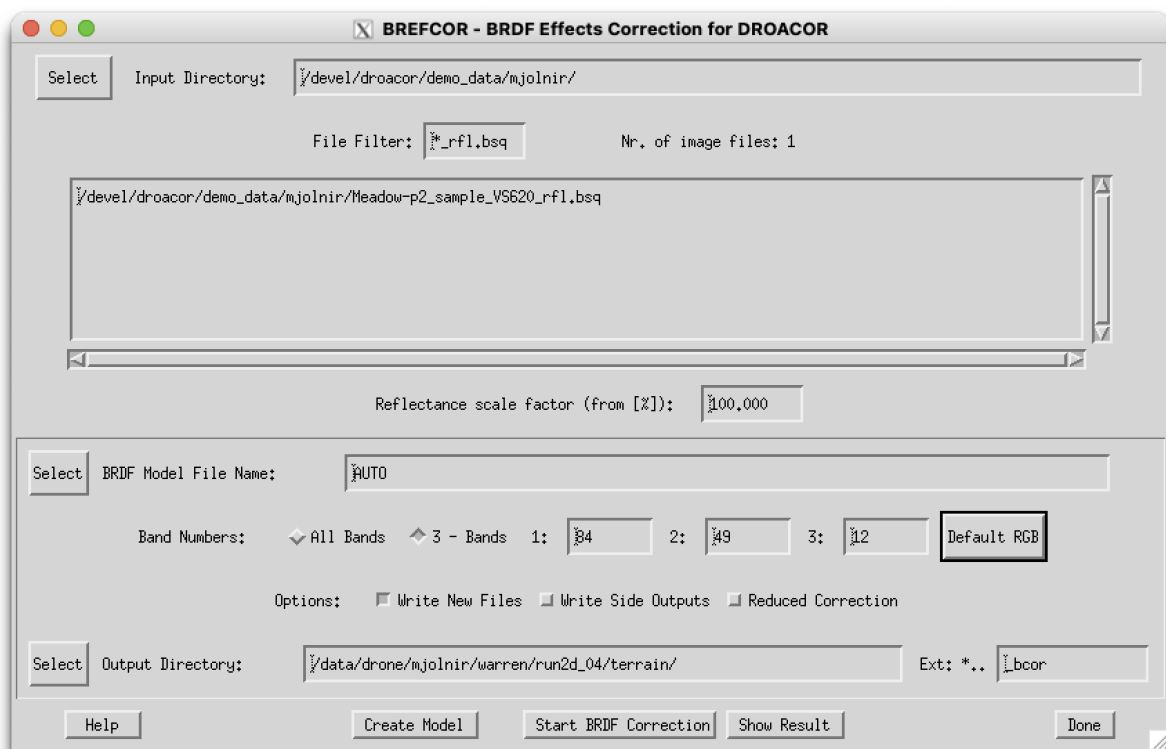 BREFCOR - BRDF Effects Correction for DROACOR
Select Input Directory: /devel/droacor/demo_data/mjolnir/
File Filter: *_rfl.bsq Nr. of image files: 1
/devel/droacor/demo_data/mjolnir/Meadow-p2_sample_VS620_rfl.bsq
Reflectance scale factor (from [%]): 100.000
Select BRDF Model File Name: AUTO
Band Numbers: All Bands 3 - Bands 1: 84 2: 49 3: 12 Default RGB
Options: Write New Files Write Side Outputs Reduced Correction
Select Output Directory: /data/drone/mjolnir/warren/run2d_04/terrain/ Ext: *.. _bcor
Help Create Model Start BRDF Correction Show Result Done